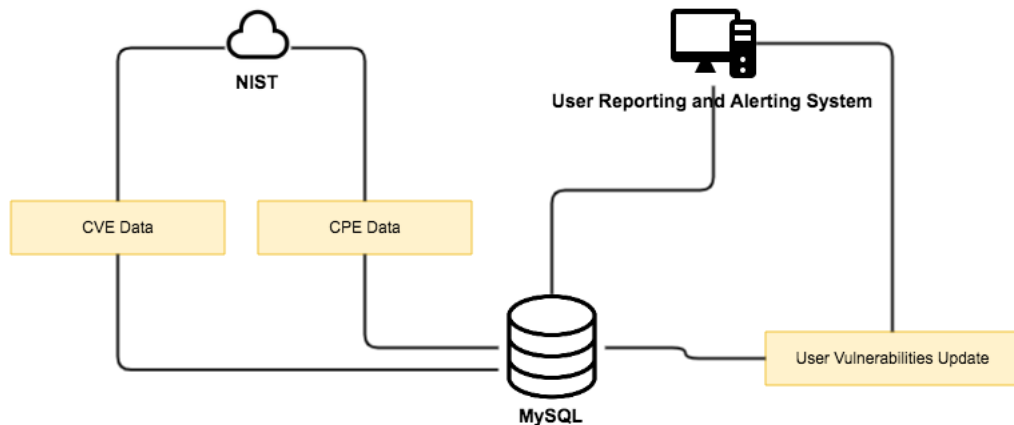 NIST
User Reporting and Alerting System
CVE Data
CPE Data
User Vulnerabilities Update
MySQL